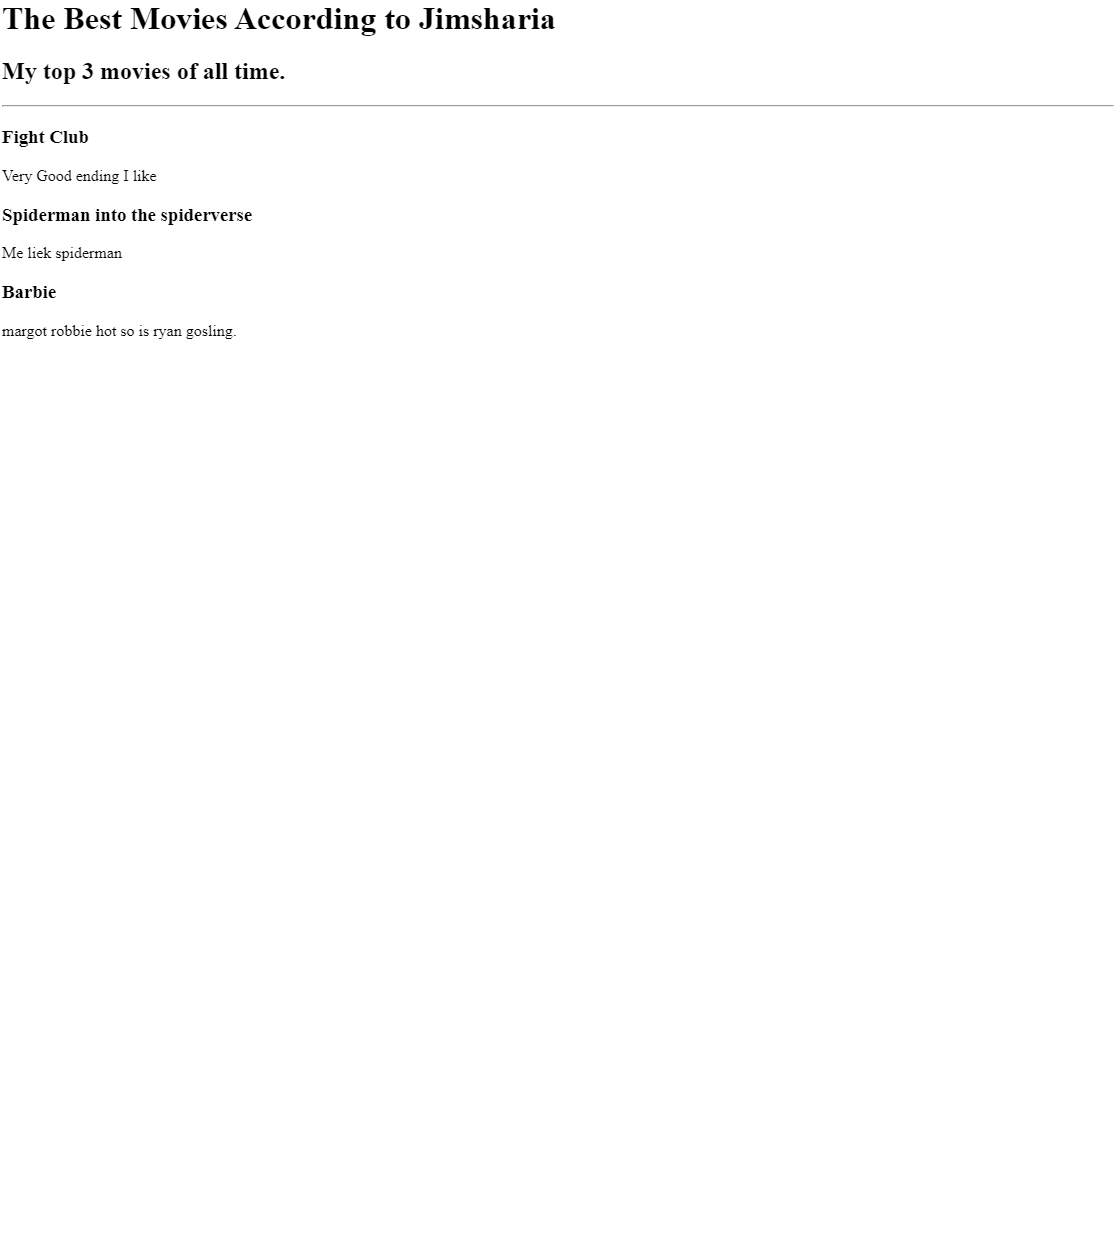 The Best Movies According to Jimsharia
My top 3 movies of all time.
Fight Club
Very Good ending I like
Spiderman into the spiderverse
Me liek spiderman
Barbie
margot robbie hot so is ryan gosling.